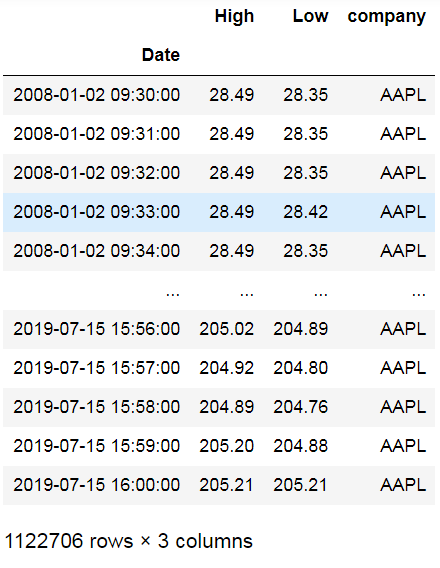 High Low company
Date
2008-01-02 09:30:00 28.49 28.35 AAPL
2008-01-02 09:31:00 28.49 28.35 AAPL
2008-01-02 09:32:00 28.49 28.35 AAPL
2008-01-02 09:33:00 28.49 28.42 AAPL
2008-01-02 09:34:00 28.49 28.35 AAPL
... ... ... ...
2019-07-15 15:56:00 205.02 204.89 AAPL
2019-07-15 15:57:00 204.92 204.80 AAPL
2019-07-15 15:58:00 204.89 204.76 AAPL
2019-07-15 15:59:00 205.20 204.88 AAPL
2019-07-15 16:00:00 205.21 205.21 AAPL
1122706 rows × 3 columns